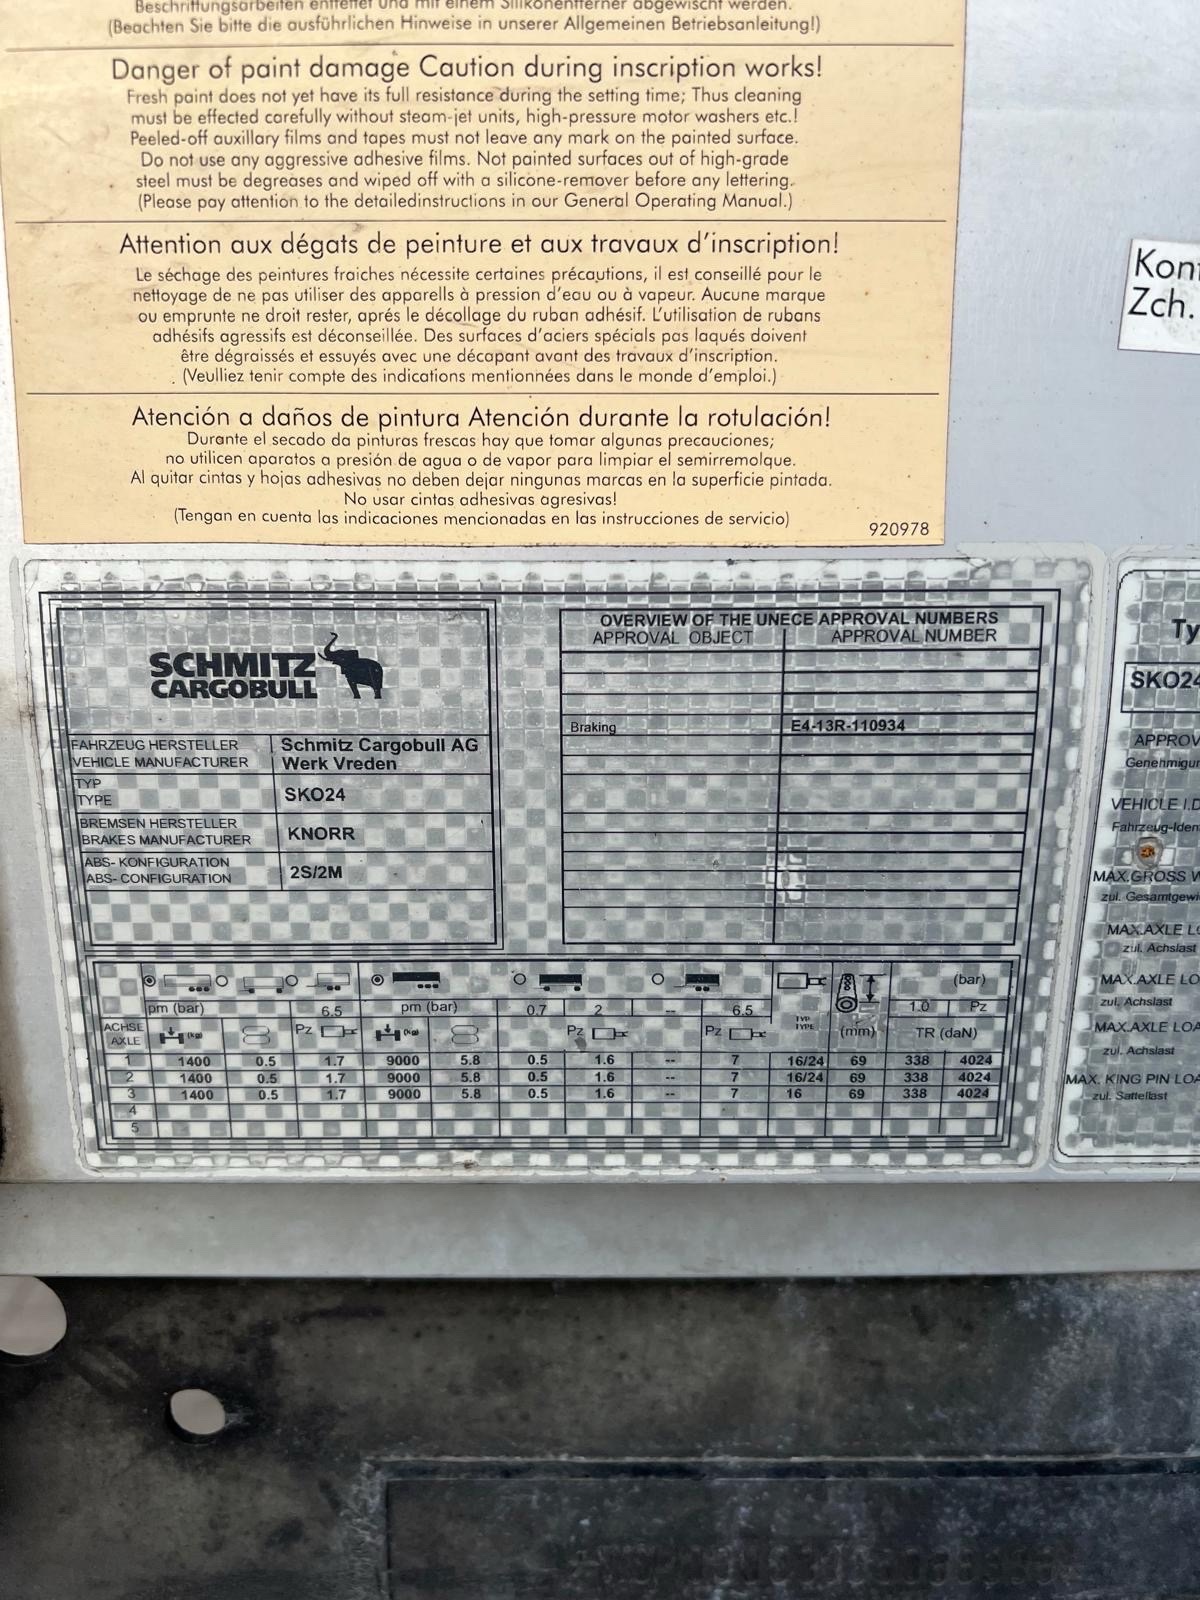 Beschriftungsarbeiten entfettet und mit einem Silikonentferner abgewischt werden.
(Beachten Sie bitte die ausführlichen Hinweise in unserer Allgemeinen Betriebsanleitung!)
Danger of paint damage Caution during inscription works!
Fresh paint does not yet have its full resistance during the setting time; Thus cleaning
must be effected carefully without steam-jet units, high-pressure motor washers etc.!
Peeled-off auxillary films and tapes must not leave any mark on the painted surface.
Do not use any aggressive adhesive films. Not painted surfaces out of high-grade
steel must be degreases and wiped off with a silicone-remover before any lettering.
(Please pay attention to the detailedinstructions in our General Operating Manual.)
Attention aux dégats de peinture et aux travaux d'inscription!
Le séchage des peintures fraiches nécessite certaines précautions, il est conseillé pour le
nettoyage de ne pas utiliser des appareils à pression d'eau ou à vapeur. Aucune marque
ou emprunte ne droit rester, aprés le décollage du ruban adhésif. L'utilisation de rubans
adhésifs agressifs est déconseillée. Des surfaces d'aciers spécials pas laqués doivent
être dégraissés et essuyés avec une décapant avant des travaux d'inscription.
(Veulliez tenir compte des indications mentionnées dans le monde d'emploi.)
Atención a daños de pintura Atención durante la rotulación!
Durante el secado da pinturas frescas hay que tomar algunas precauciones;
no utilicen aparatos a presión de agua o de vapor para limpiar el semirremolque.
Al quitar cintas y hojas adhesivas no deben dejar ningunas marcas en la superficie pintada.
No usar cintas adhesivas agresivas!
(Tengan en cuenta las indicaciones mencionadas en las instrucciones de servicio)
920978
Kont
Zch.
SCHMITZ
CARGOBULL
FAHRZEUG HERSTELLER
VEHICLE MANUFACTURER
Schmitz Cargobull AG
Werk Vreden
TYP
TYPE
SKO24
BREMSEN HERSTELLER
BRAKES MANUFACTURER
KNORR
ABS- KONFIGURATION
ABS- CONFIGURATION
2S/2M
OVERVIEW OF THE UNECE APPROVAL NUMBERS
APPROVAL OBJECT APPROVAL NUMBER
Braking E4-13R-110934
(bar)
pm (bar) 6.5 pm (bar) 0.7 2 -- 6.5 TYP TYPE 1.0 Pz
ACHSE
AXLE
(kg) Pz (kg) Pz Pz (mm) TR (daN)
1 1400 0.5 1.7 9000 5.8 0.5 1.6 -- 7 16/24 69 338 4024
2 1400 0.5 1.7 9000 5.8 0.5 1.6 -- 7 16/24 69 338 4024
3 1400 0.5 1.7 9000 5.8 0.5 1.6 -- 7 16 69 338 4024
4
5
Ty
SKO24
APPROV
Genehmigun
VEHICLE I.D
Fahrzeug-Iden
MAX.GROSS W
zul. Gesamtgewi
MAX.AXLE LO
zul. Achslast
MAX.AXLE LOA
zul. Achslast
MAX.AXLE LOA
zul. Achslast
MAX. KING PIN LOA
zul. Sattellast